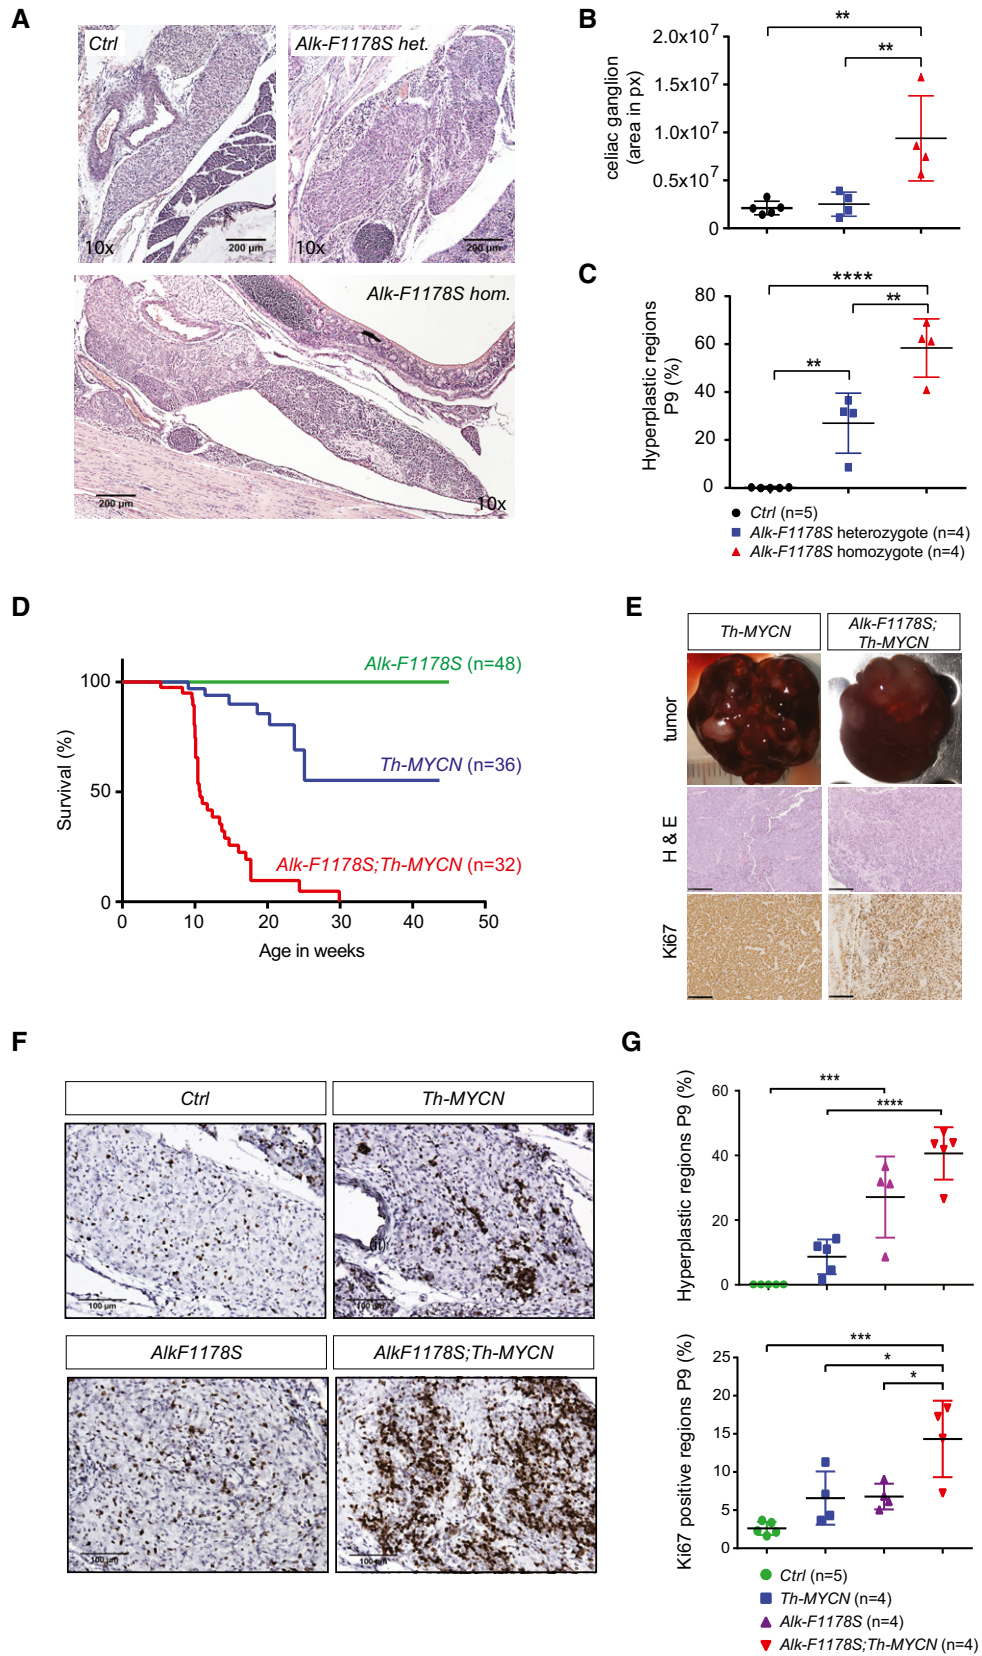 A
Ctrl
10x
200 µm
Alk-F1178S het.
10x
200 µm
Alk-F1178S hom.
200 µm
10x
B
**
**
celiac ganglion
(area in px)
2.0x10⁷
1.5x10⁷
1.0x10⁷
0.5x10⁷
0
C
****
**
**
Hyperplastic regions
P9 (%)
80
60
40
20
0
Ctrl (n=5)
Alk-F1178S heterozygote (n=4)
Alk-F1178S homozygote (n=4)
D
Survival (%)
100
50
0
Alk-F1178S (n=48)
Th-MYCN (n=36)
Alk-F1178S;Th-MYCN (n=32)
0 10 20 30 40 50
Age in weeks
E
Th-MYCN
Alk-F1178S;
Th-MYCN
tumor
H & E
Ki67
F
Ctrl
Th-MYCN
100 µm
(ii)
100 µm
AlkF1178S
AlkF1178S;Th-MYCN
100 µm
100 µm
G
***
****
Hyperplastic regions P9 (%)
60
40
20
0
***
*
*
Ki67 positive regions P9 (%)
25
20
15
10
5
0
Ctrl (n=5)
Th-MYCN (n=4)
Alk-F1178S (n=4)
Alk-F1178S;Th-MYCN (n=4)